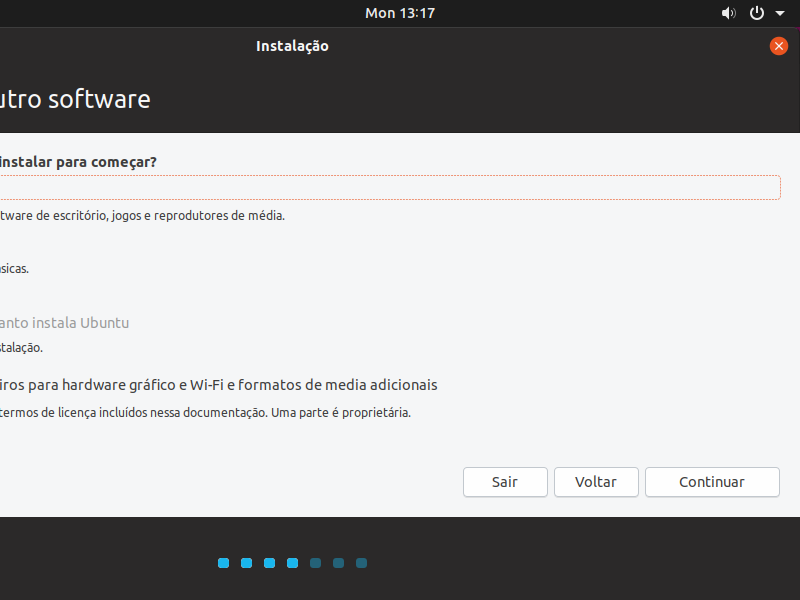 Mon 13:17
Instalação
utro software
instalar para começar?
tware de escritório, jogos e reprodutores de média.
sicas.
anto instala Ubuntu
stalação.
iros para hardware gráfico e Wi-Fi e formatos de media adicionais
termos de licença incluídos nessa documentação. Uma parte é proprietária.
Sair Voltar Continuar